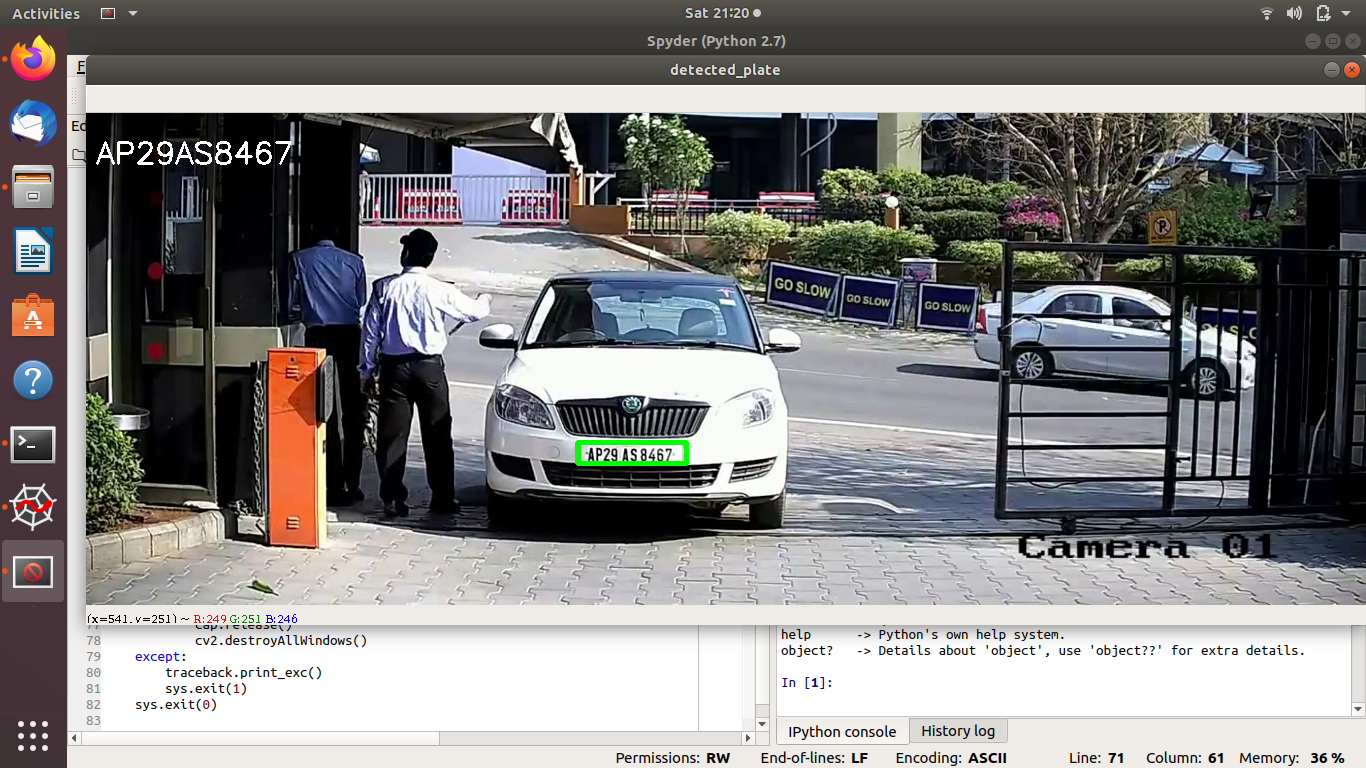 Activities
Sat 21:20
Spyder (Python 2.7)
F
detected_plate
Ed
AP29AS8467
GO SLOW
GO SLOW
GO SLOW
AP29 AS 8467
Camera 01
(x=541, y=251) ~ R:249 G:251 B:246
77 cap.release()
78 cv2.destroyAllWindows()
79 except:
80 traceback.print_exc()
81 sys.exit(1)
82 sys.exit(0)
83
help -> Python's own help system.
object? -> Details about 'object', use 'object??' for extra details.
In [1]:
IPython console
History log
Permissions: RW End-of-lines: LF Encoding: ASCII Line: 71 Column: 61 Memory: 36 %